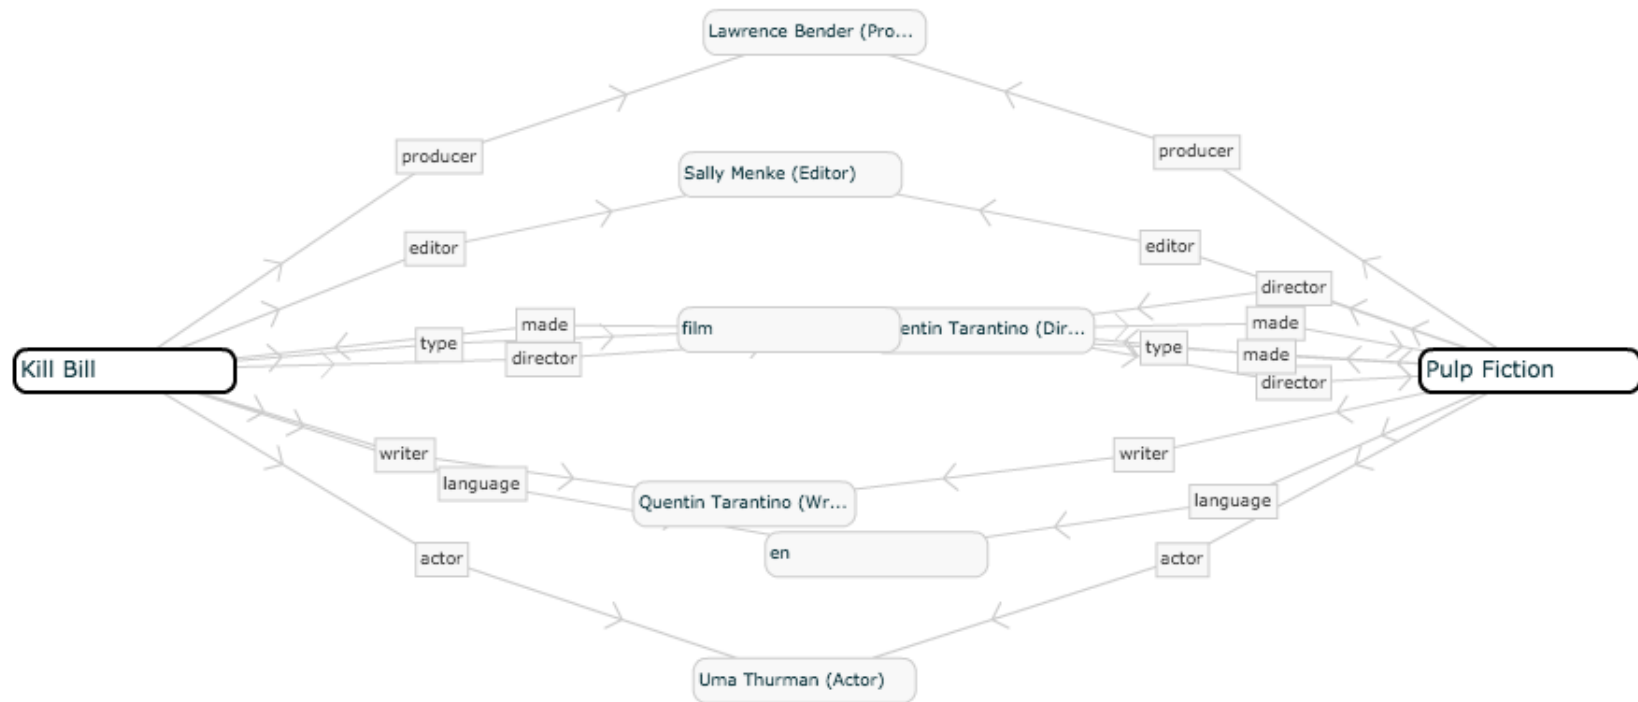 Lawrence Bender (Pro...
producer
producer
Sally Menke (Editor)
editor
editor
director
made
film
entin Tarantino (Dir...
made
type
type
director
made
Kill Bill
Pulp Fiction
director
writer
writer
language
Quentin Tarantino (Wr...
language
en
actor
actor
Uma Thurman (Actor)